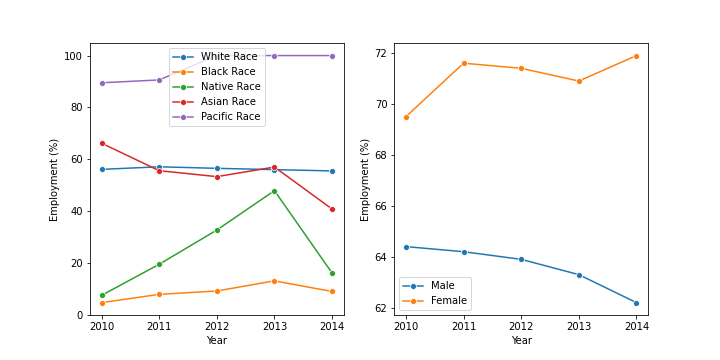 100
80
60
40
20
0
Employment (%)
White Race
Black Race
Native Race
Asian Race
Pacific Race
2010 2011 2012 2013 2014
Year
72
70
68
66
64
62
Employment (%)
Male
Female
2010 2011 2012 2013 2014
Year